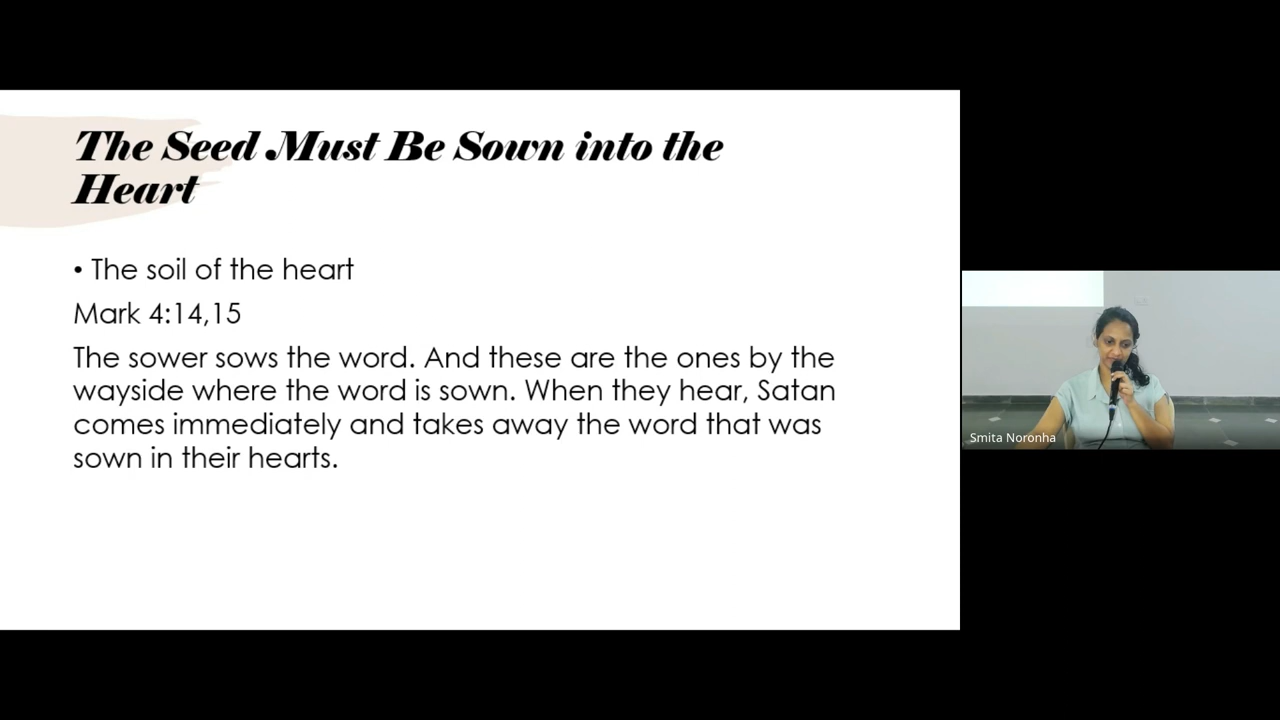 The Seed Must Be Sown into the
Heart
• The soil of the heart
Mark 4:14,15
The sower sows the word. And these are the ones by the
wayside where the word is sown. When they hear, Satan
comes immediately and takes away the word that was
sown in their hearts.
Smita Noronha